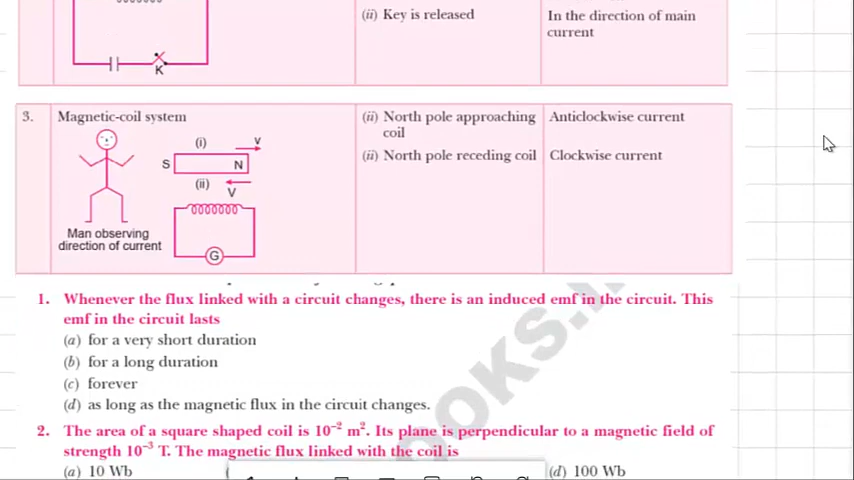 (ii) Key is released
In the direction of main
current
K
3.
Magnetic-coil system
(ii) North pole approaching
coil
Anticlockwise current
(i)
v
S
N
(ii) North pole receding coil
Clockwise current
(ii)
V
Man observing
direction of current
G
1. Whenever the flux linked with a circuit changes, there is an induced emf in the circuit. This
emf in the circuit lasts
(a) for a very short duration
(b) for a long duration
(c) forever
(d) as long as the magnetic flux in the circuit changes.
2. The area of a square shaped coil is 10⁻² m². Its plane is perpendicular to a magnetic field of
strength 10⁻³ T. The magnetic flux linked with the coil is
(a) 10 Wb
(d) 100 Wb